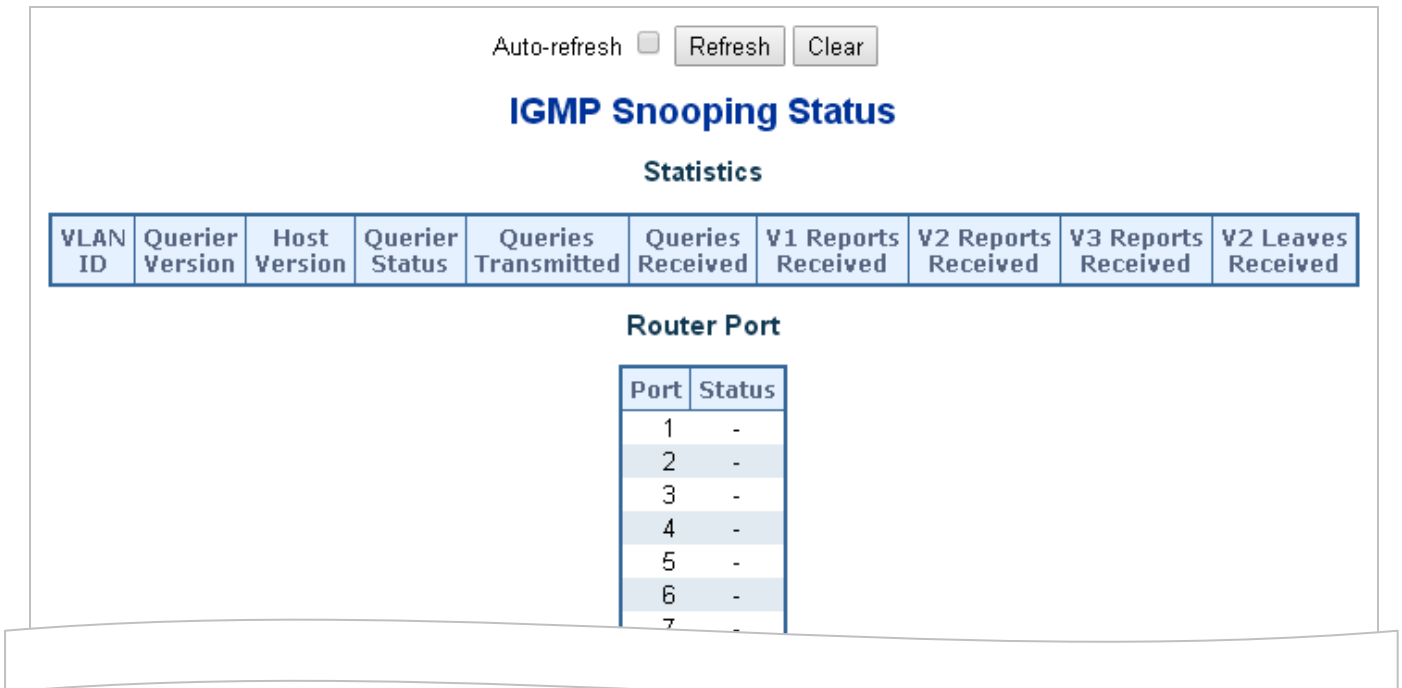 Auto-refresh Refresh Clear
IGMP Snooping Status
Statistics
VLAN ID Querier Version Host Version Querier Status Queries Transmitted Queries Received V1 Reports Received V2 Reports Received V3 Reports Received V2 Leaves Received
Router Port
Port Status
1 -
2 -
3 -
4 -
5 -
6 -
7 -